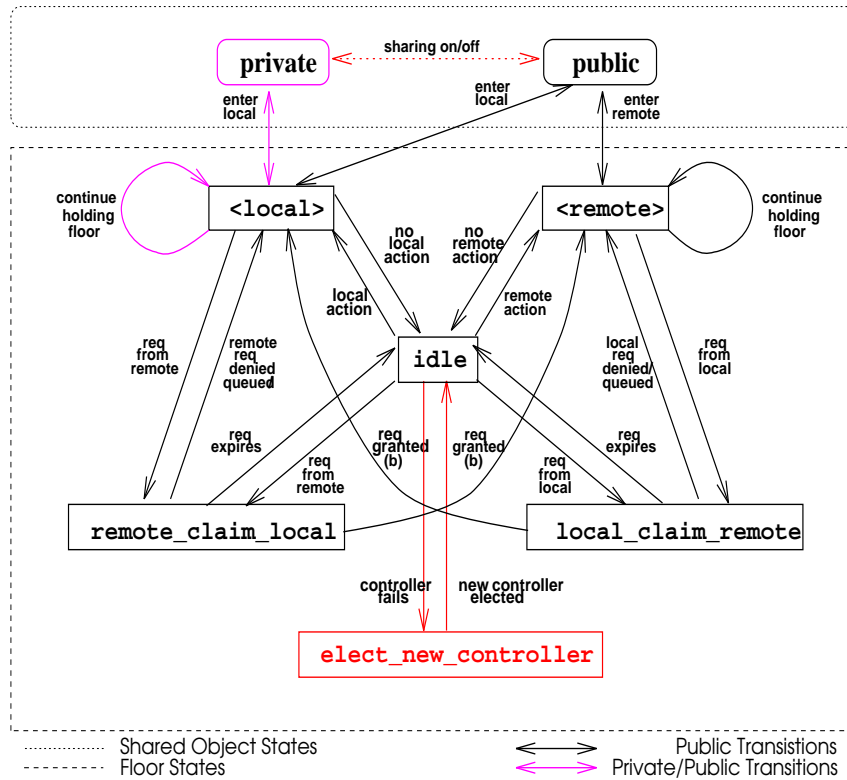 sharing on/off
private
public
enter
local
enter
local
enter
remote
continue
holding
floor
<local>
<remote>
continue
holding
floor
no
local
action
no
remote
action
local
action
remote
action
req
from
remote
remote
req
denied
queued/
idle
local
req
denied/
queued
req
from
local
req
expires
req
granted
(b)
req
granted
(b)
req
expires
req
from
remote
req
from
local
remote_claim_local
local_claim_remote
controller
fails
new controller
elected
elect_new_controller
Shared Object States
Public Transistions
Floor States
Private/Public Transitions